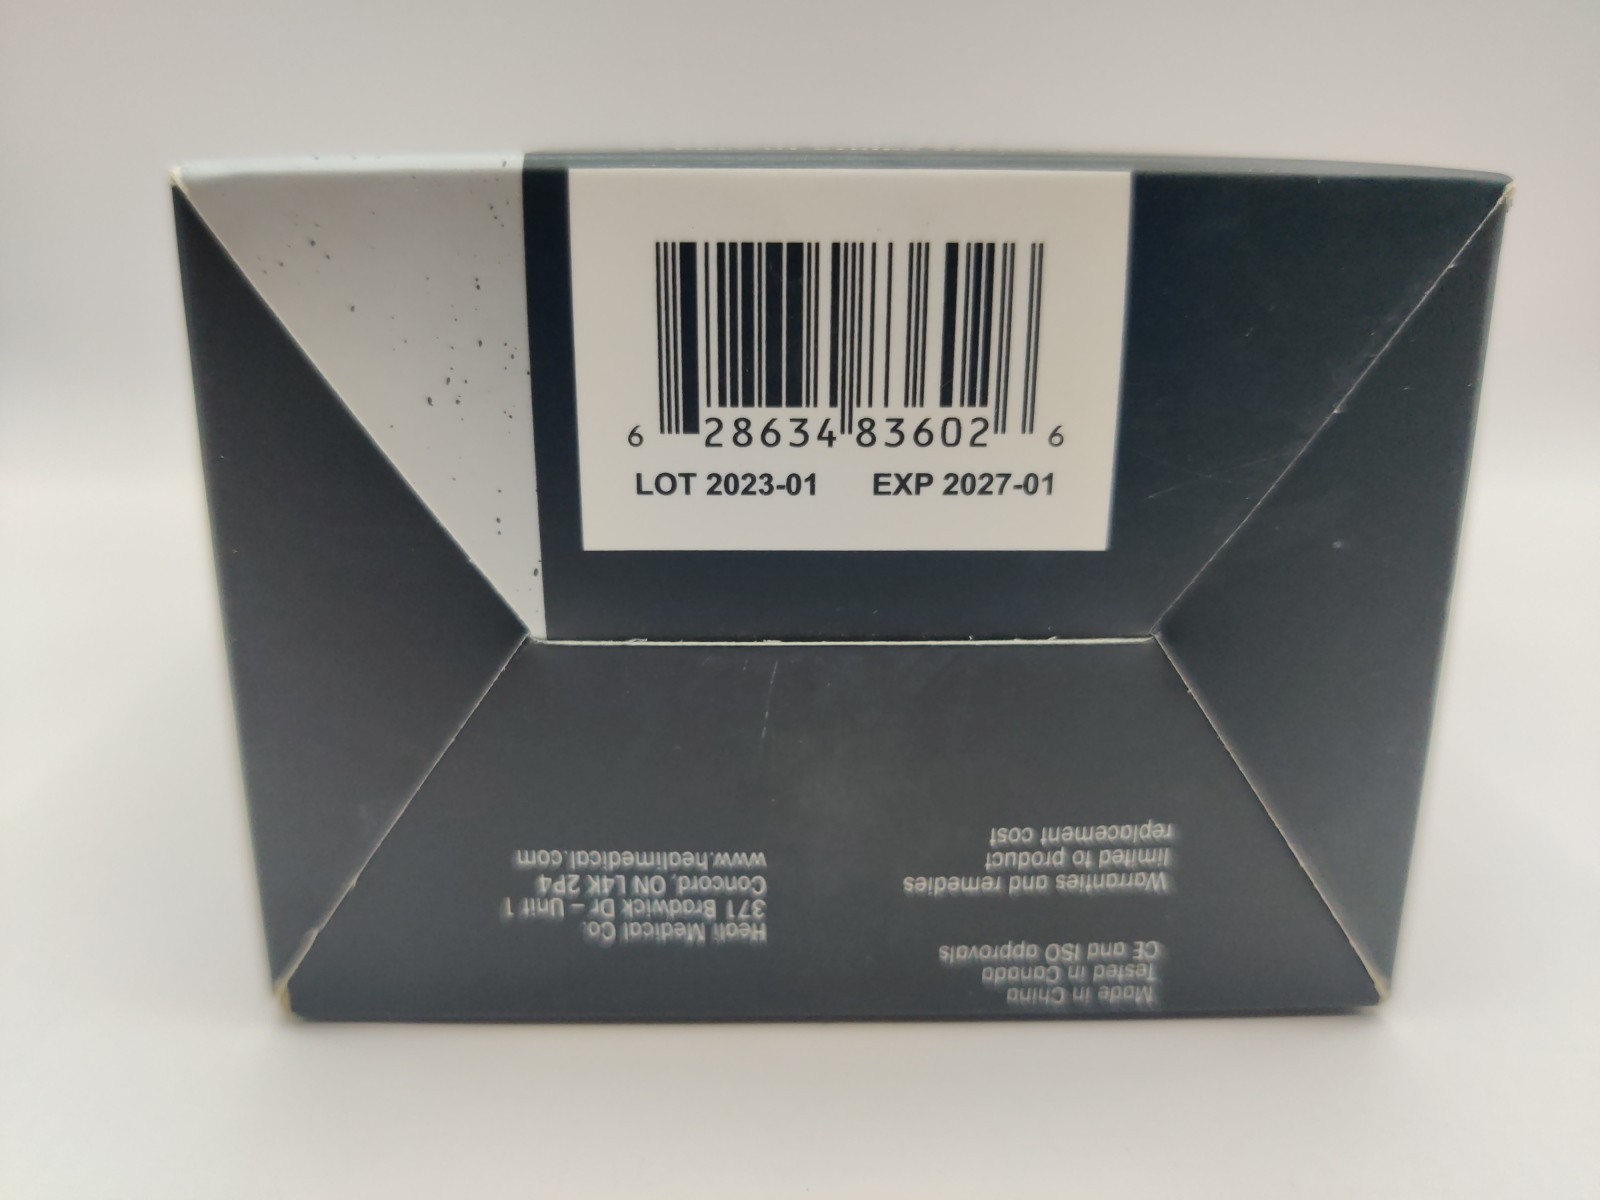 6 28634 83602 6
LOT 2023-01 EXP 2027-01
Made in China
Tested in Canada
CE and ISO approvals
Warranties and remedies
limited to product
replacement cost
Heali Medical Co.
371 Bradwick Dr – Unit 1
Concord, ON L4K 2P4
www.healimedical.com